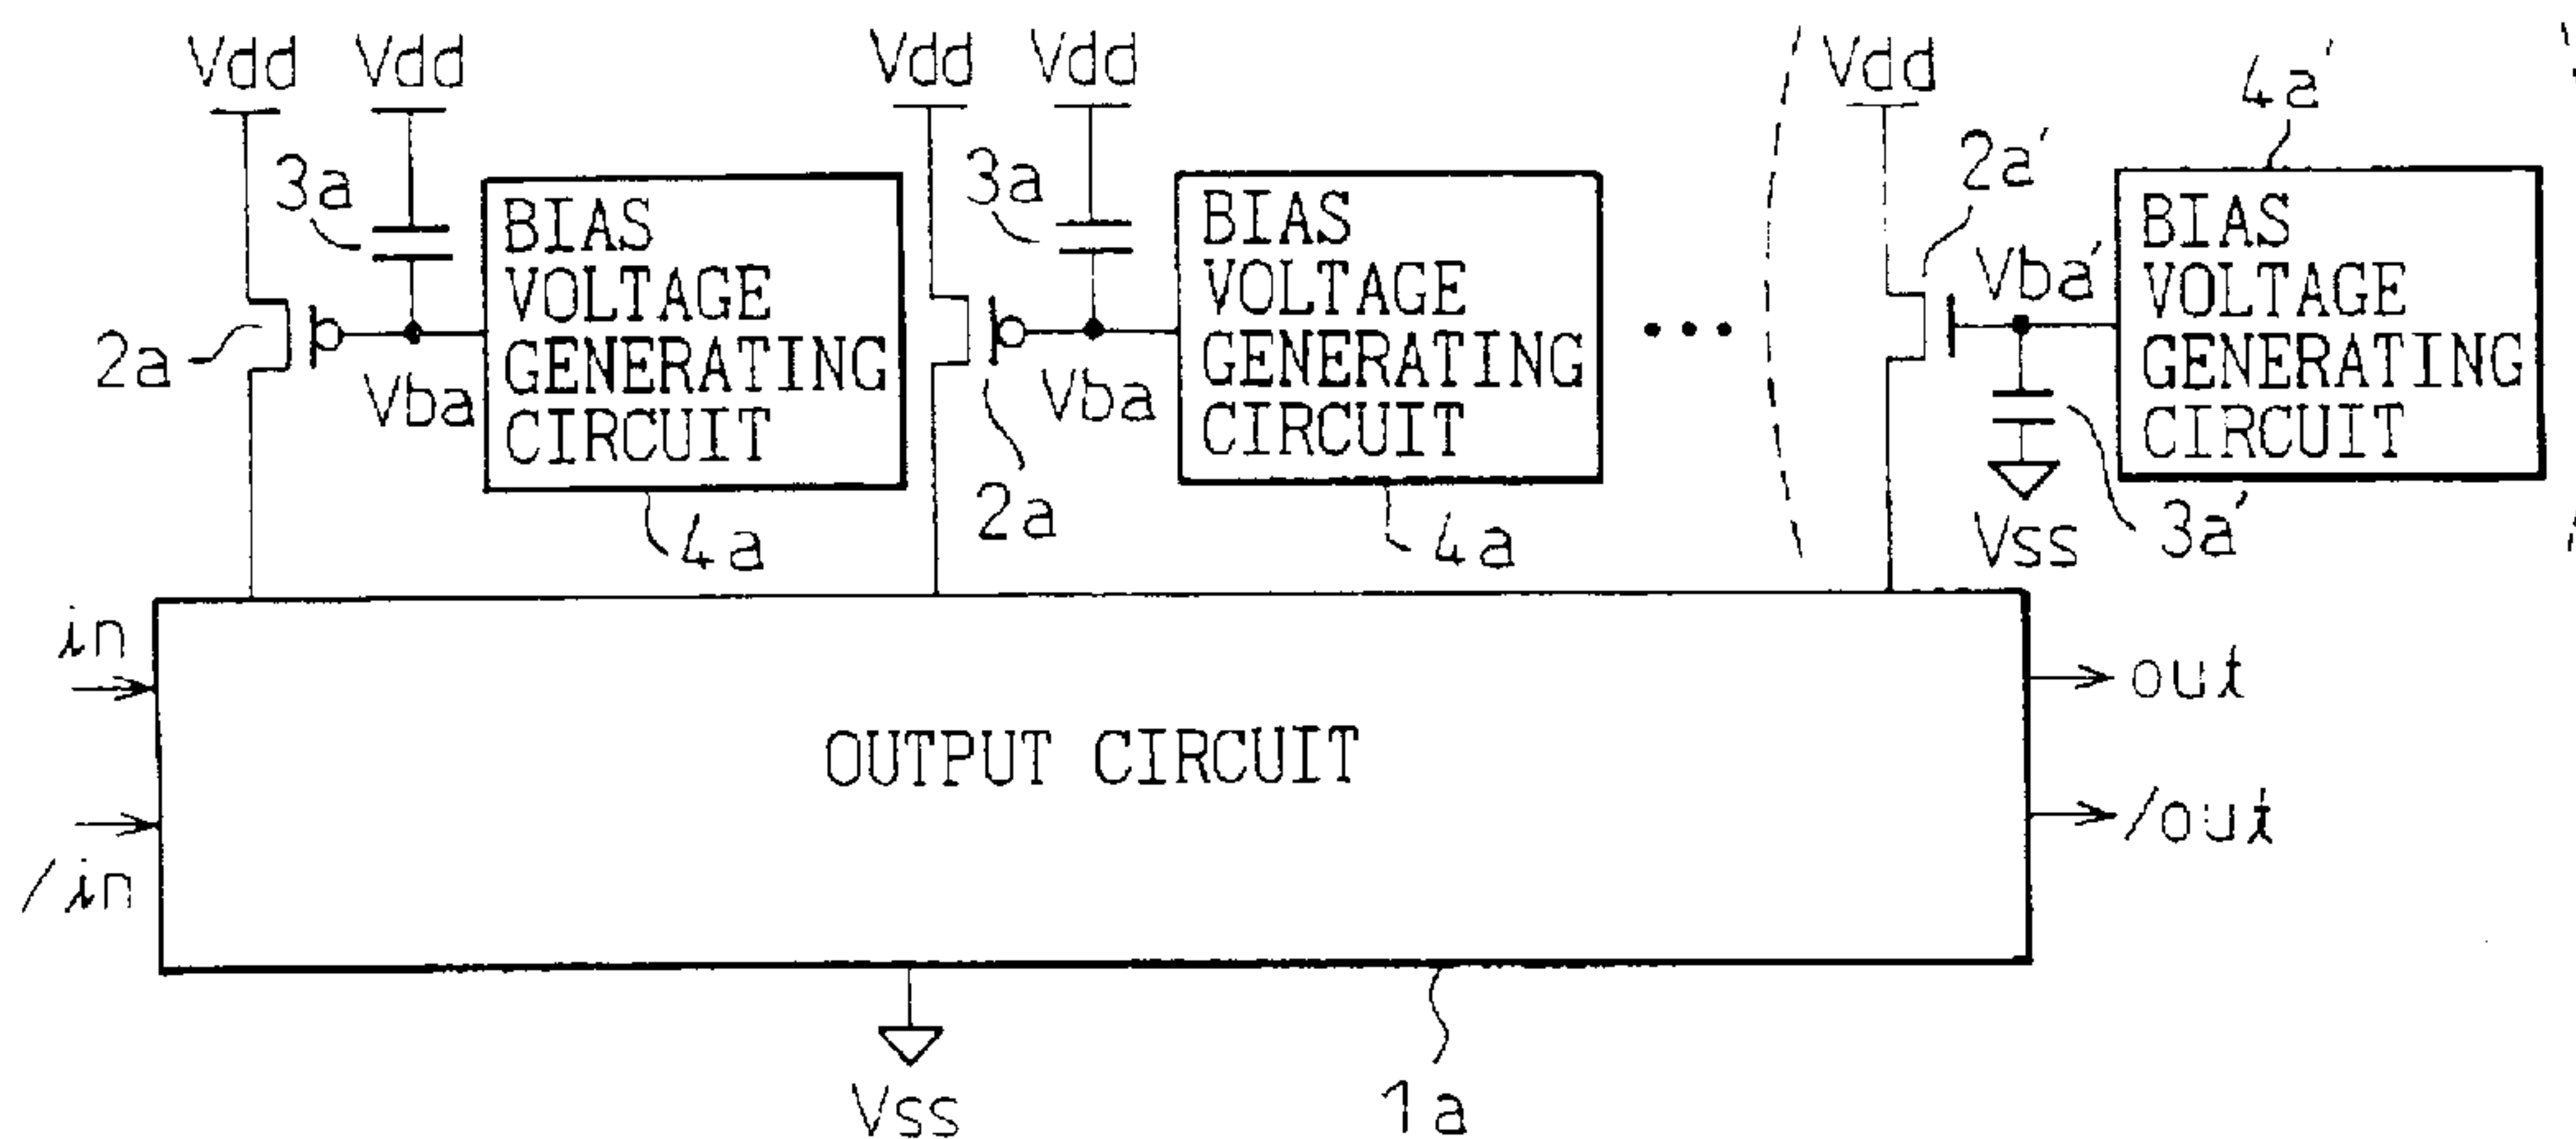 Vdd Vdd Vdd Vdd Vdd 4a'
3a 3a 2a'
BIAS
VOLTAGE
GENERATING
CIRCUIT
BIAS
VOLTAGE
GENERATING
CIRCUIT
BIAS
VOLTAGE
GENERATING
CIRCUIT
2a Vba 2a Vba Vba'
4a 4a Vss 3a'
in
/in
OUTPUT CIRCUIT
out
/out
Vss 1a